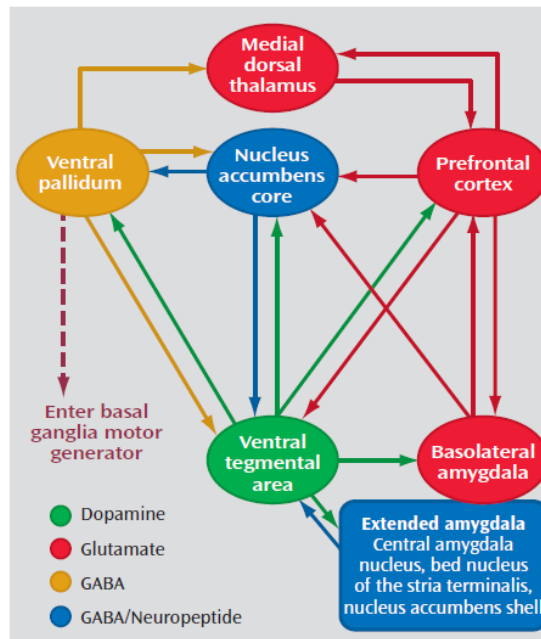 Medial
dorsal
thalamus
Ventral
pallidum
Nucleus
accumbens
core
Prefrontal
cortex
Enter basal
ganglia motor
generator
Ventral
tegmental
area
Basolateral
amygdala
Extended amygdala
Central amygdala
nucleus, bed nucleus
of the stria terminalis,
nucleus accumbens shell
Dopamine
Glutamate
GABA
GABA/Neuropeptide